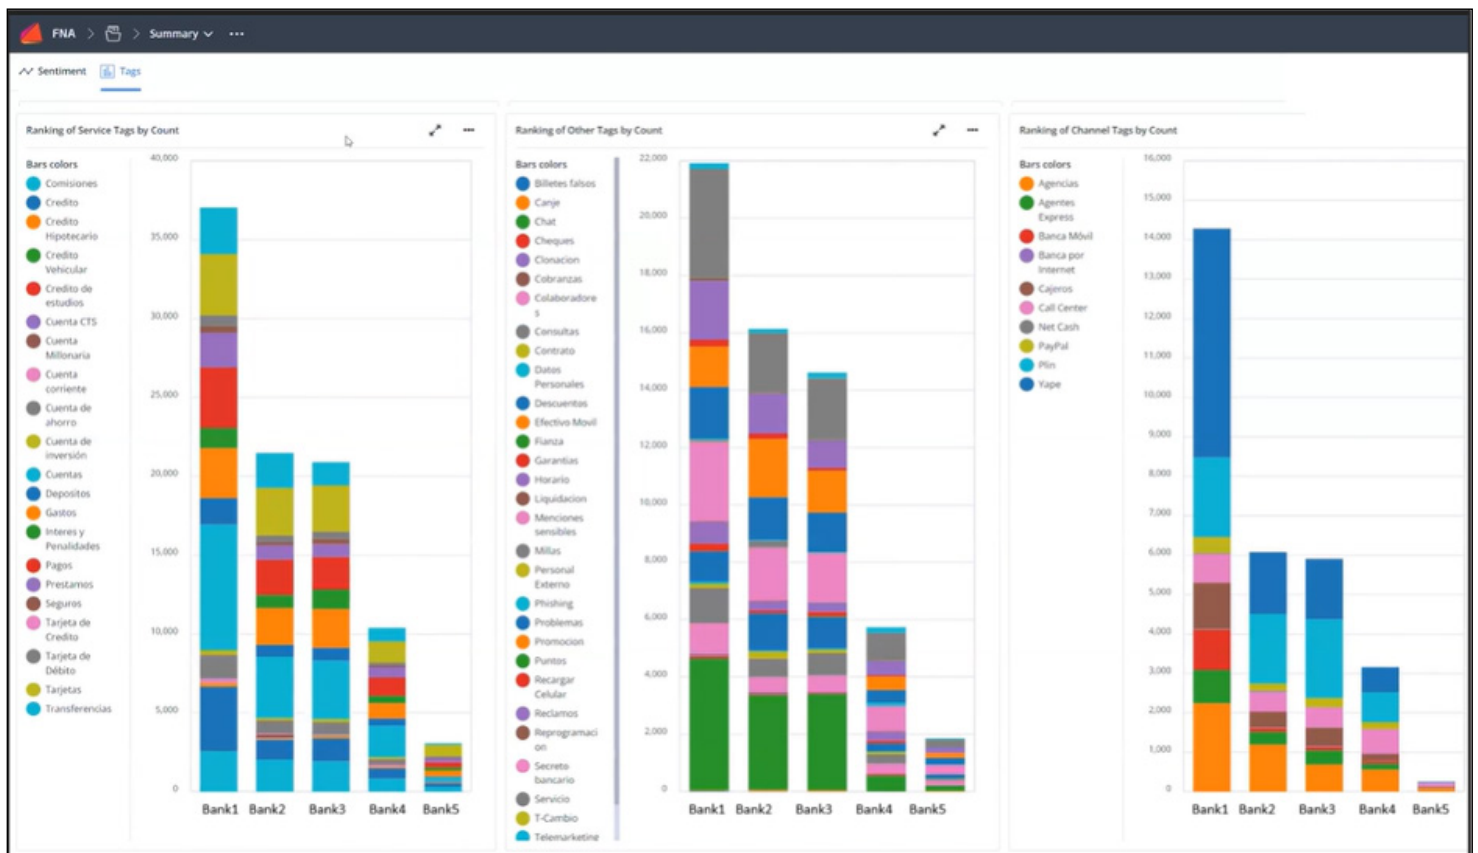 FNA > > Summary
Sentiment Tags
Ranking of Service Tags by Count
Bars colors
Comisiones
Credito
Credito
Hipotecario
Credito
Vehicular
Credito de
estudios
Cuenta CTS
Cuenta
Millonaria
Cuenta
corriente
Cuenta de
ahorro
Cuenta de
inversión
Cuentas
Depositos
Gastos
Interes y
Penalidades
Pagos
Prestamos
Seguros
Tarjeta de
Credito
Tarjeta de
Débito
Tarjetas
Transferencias
40,000
35,000
30,000
25,000
20,000
15,000
10,000
5,000
0
Bank1 Bank2 Bank3 Bank4 Bank5
Ranking of Other Tags by Count
Bars colors
Billetes falsos
Canje
Chat
Cheques
Clonacion
Cobranzas
Colaboradore
s
Consultas
Contrato
Datos
Personales
Descuentos
Efectivo Movil
Fianza
Garantias
Horario
Liquidacion
Menciones
sensibles
Millas
Personal
Externo
Phishing
Problemas
Promocion
Puntos
Recargar
Celular
Reclamos
Reprogramaci
on
Secreto
bancario
Servicio
T-Cambio
Telemarketing
22,000
20,000
18,000
16,000
14,000
12,000
10,000
8,000
6,000
4,000
2,000
0
Bank1 Bank2 Bank3 Bank4 Bank5
Ranking of Channel Tags by Count
Bars colors
Agencias
Agentes
Express
Banca Móvil
Banca por
Internet
Cajeros
Call Center
Net Cash
PayPal
Plin
Yape
16,000
15,000
14,000
13,000
12,000
11,000
10,000
9,000
8,000
7,000
6,000
5,000
4,000
3,000
2,000
1,000
0
Bank1 Bank2 Bank3 Bank4 Bank5